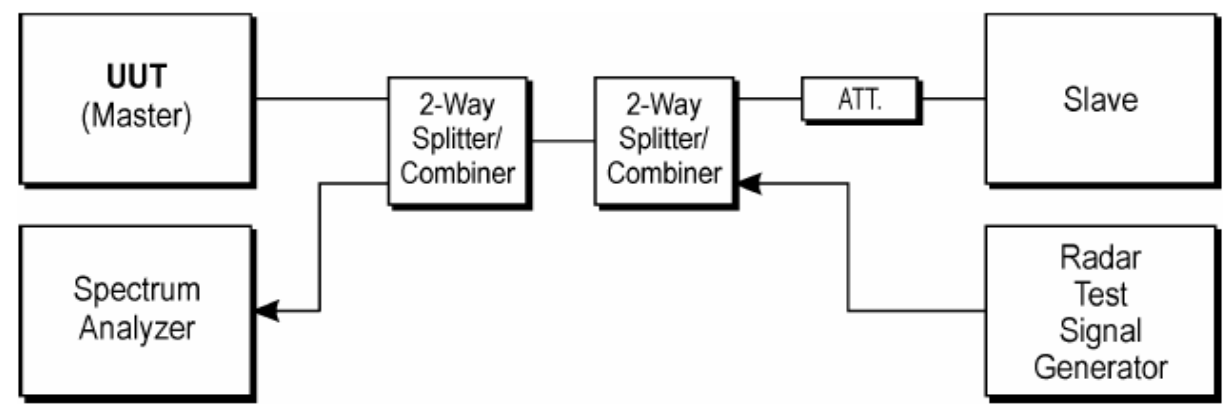 UUT
(Master)
2-Way
Splitter/
Combiner
2-Way
Splitter/
Combiner
ATT.
Slave
Spectrum
Analyzer
Radar
Test
Signal
Generator